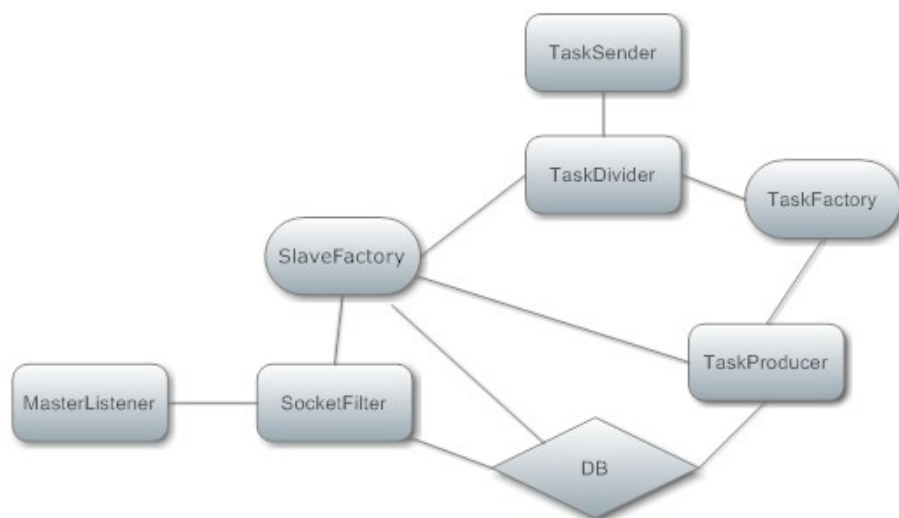 TaskSender
TaskDivider
TaskFactory
SlaveFactory
TaskProducer
MasterListener
SocketFilter
DB